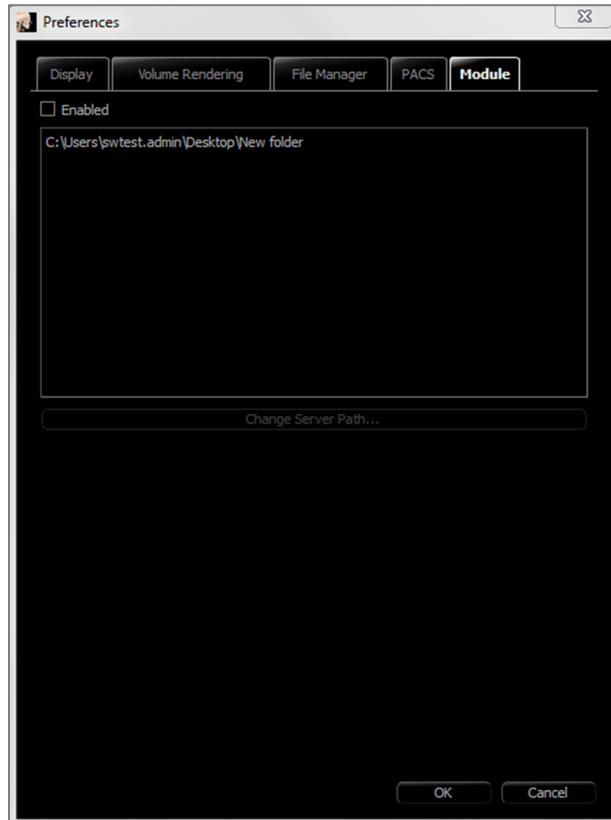 Preferences
Display Volume Rendering File Manager PACS Module
Enabled
C:\Users\swtest.admin\Desktop\New folder
Change Server Path...
OK Cancel